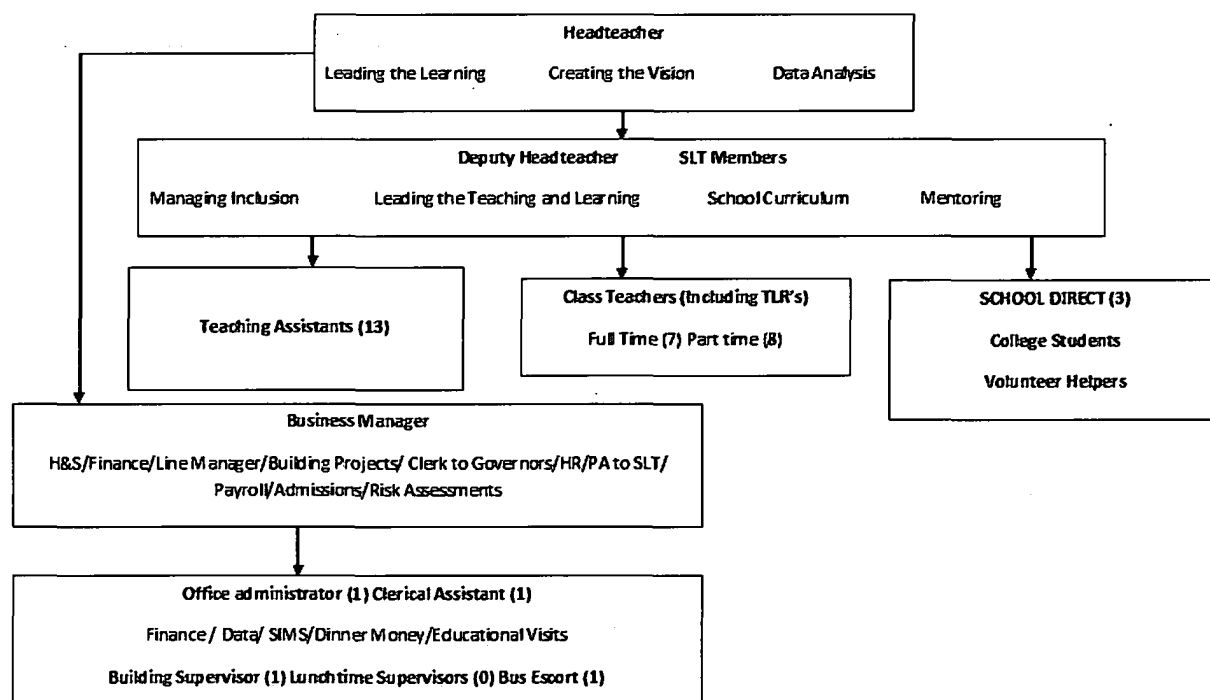 Headteacher
Leading the Learning Creating the Vision Data Analysis
Deputy Headteacher SLT Members
Managing Inclusion Leading the Teaching and Learning School Curriculum Mentoring
Teaching Assistants (13)
Class Teachers (Including TLR's)
Full Time (7) Part time (8)
SCHOOL DIRECT (3)
College Students
Volunteer Helpers
Business Manager
H&S/Finance/Line Manager/Building Projects/ Clerk to Governors/HR/PA to SLT/
Payroll/Admissions/Risk Assessments
Office administrator (1) Clerical Assistant (1)
Finance / Data/ SIMS/Dinner Money/Educational Visits
Building Supervisor (1) Lunchtime Supervisors (0) Bus Escort (1)